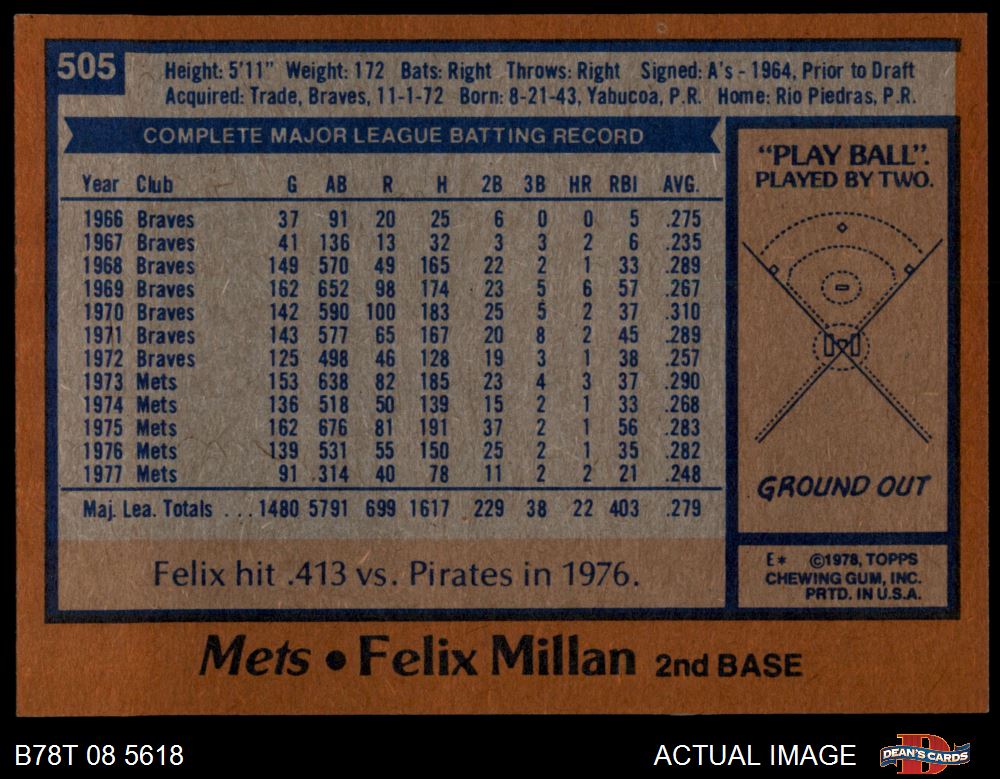 505
Height: 5'11" Weight: 172 Bats: Right Throws: Right Signed: A's - 1964, Prior to Draft
Acquired: Trade, Braves, 11-1-72 Born: 8-21-43, Yabucoa, P.R. Home: Rio Piedras, P.R.
COMPLETE MAJOR LEAGUE BATTING RECORD
Year Club G AB R H 2B 3B HR RBI AVG.
1966 Braves 37 91 20 25 6 0 0 5 .275
1967 Braves 41 136 13 32 3 3 2 6 .235
1968 Braves 149 570 49 165 22 2 1 33 .289
1969 Braves 162 652 98 174 23 5 6 57 .267
1970 Braves 142 590 100 183 25 5 2 37 .310
1971 Braves 143 577 65 167 20 8 2 45 .289
1972 Braves 125 498 46 128 19 3 1 38 .257
1973 Mets 153 638 82 185 23 4 3 37 .290
1974 Mets 136 518 50 139 15 2 1 33 .268
1975 Mets 162 676 81 191 37 2 1 56 .283
1976 Mets 139 531 55 150 25 2 1 35 .282
1977 Mets 91 .314 40 78 11 2 2 21 .248
Maj. Lea. Totals ...1480 5791 699 1617 229 38 22 403 .279
Felix hit .413 vs. Pirates in 1976.
"PLAY BALL".
PLAYED BY TWO.
GROUND OUT
E* ©1978, TOPPS
CHEWING GUM, INC.
PRTD. IN U.S.A.
Mets • Felix Millan 2nd BASE
B78T 08 5618
ACTUAL IMAGE
D
DEAN'S CARDS